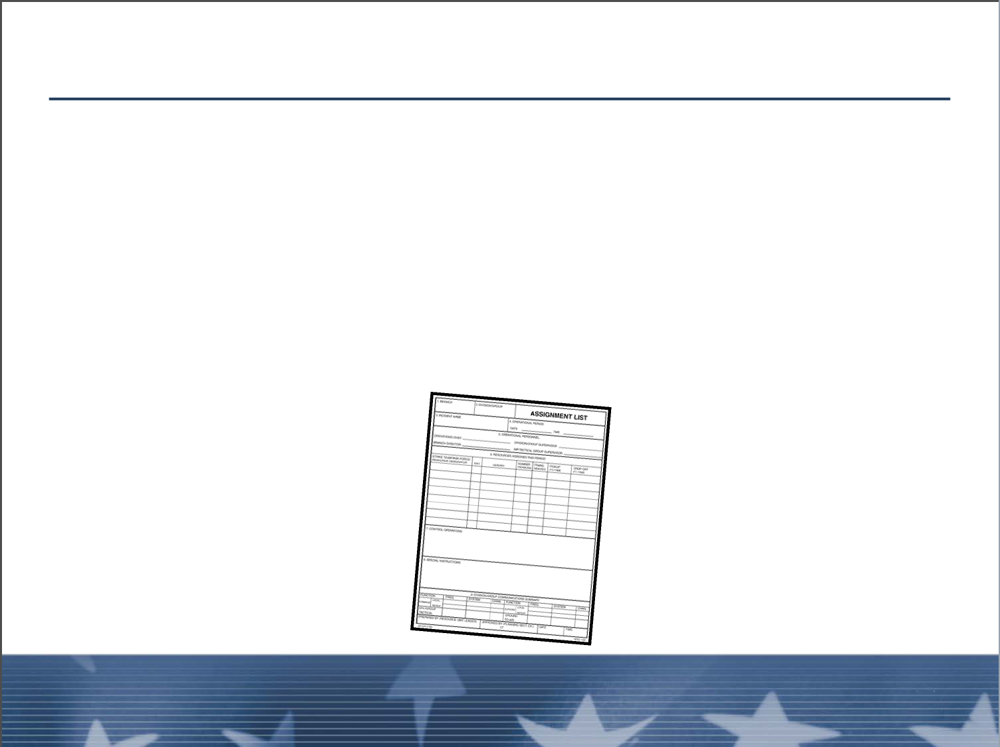 1. BRANCH
2. DIVISION/GROUP
ASSIGNMENT LIST
3. INCIDENT NAME
4. OPERATIONAL PERIOD
DATE TIME
5. OPERATIONAL PERSONNEL
OPERATIONS CHIEF DIVISION/GROUP SUPERVISOR
BRANCH DIRECTOR AIR TACTICAL GROUP SUPERVISOR
6. RESOURCES ASSIGNED THIS PERIOD
STRIKE TEAM/TASK FORCE/
RESOURCE DESIGNATOR
EMT
LEADER
NUMBER
PERSONS
TRANS.
NEEDED
PICKUP
PT./TIME
DROP OFF
PT./TIME
7. CONTROL OPERATIONS
8. SPECIAL INSTRUCTIONS
9. DIVISION/GROUP COMMUNICATIONS SUMMARY
FUNCTION FREQ. SYSTEM CHAN. FUNCTION FREQ. SYSTEM CHAN.
COMMAND LOCAL
REPEAT
SUPPORT LOCAL
REPEAT
DIV./GROUP
TACTICAL
GROUND
TO AIR
PREPARED BY (RESOURCE UNIT LEADER) APPROVED BY (PLANNING SECT. CH.) DATE TIME